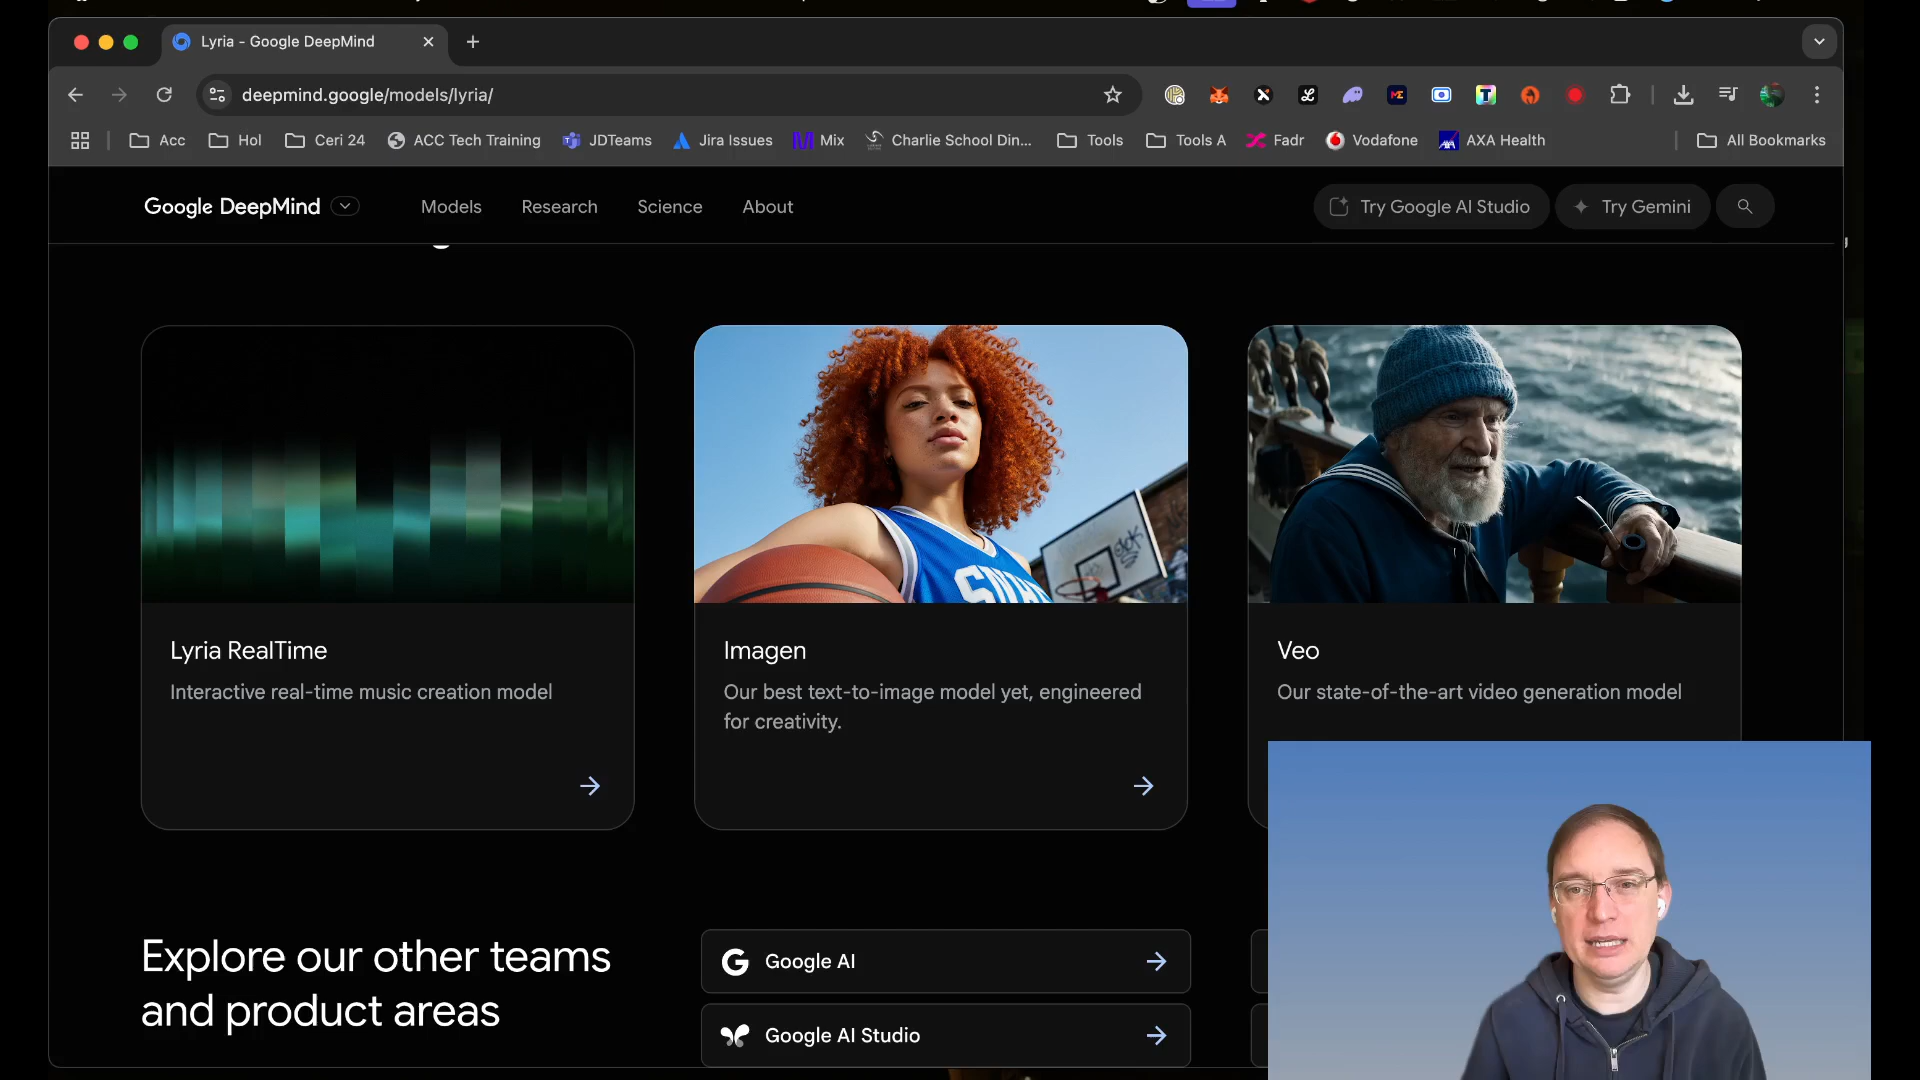 Lyria - Google DeepMind
deepmind.google/models/lyria/
Acc
Hol
Ceri 24
ACC Tech Training
JDTeams
Jira Issues
Mix
Charlie School Din...
Tools
Tools A
Fadr
Vodafone
AXA Health
All Bookmarks
Google DeepMind
Models
Research
Science
About
Try Google AI Studio
Try Gemini
Lyria RealTime
Interactive real-time music creation model
Imagen
Our best text-to-image model yet, engineered
for creativity.
Veo
Our state-of-the-art video generation model
Explore our other teams
and product areas
Google AI
Google AI Studio